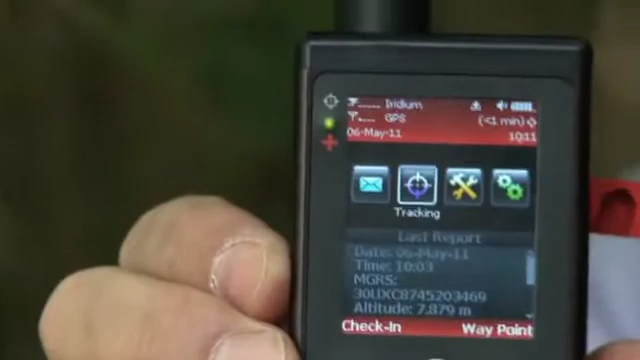 Iridium
GPS (<1 min)
06-May-11 10:11
Tracking
Last Report
Date: 06-May-11
Time: 10:03
MGRS:
30UXC8745203469
Altitude: 7.879 m
Check-In Way Point